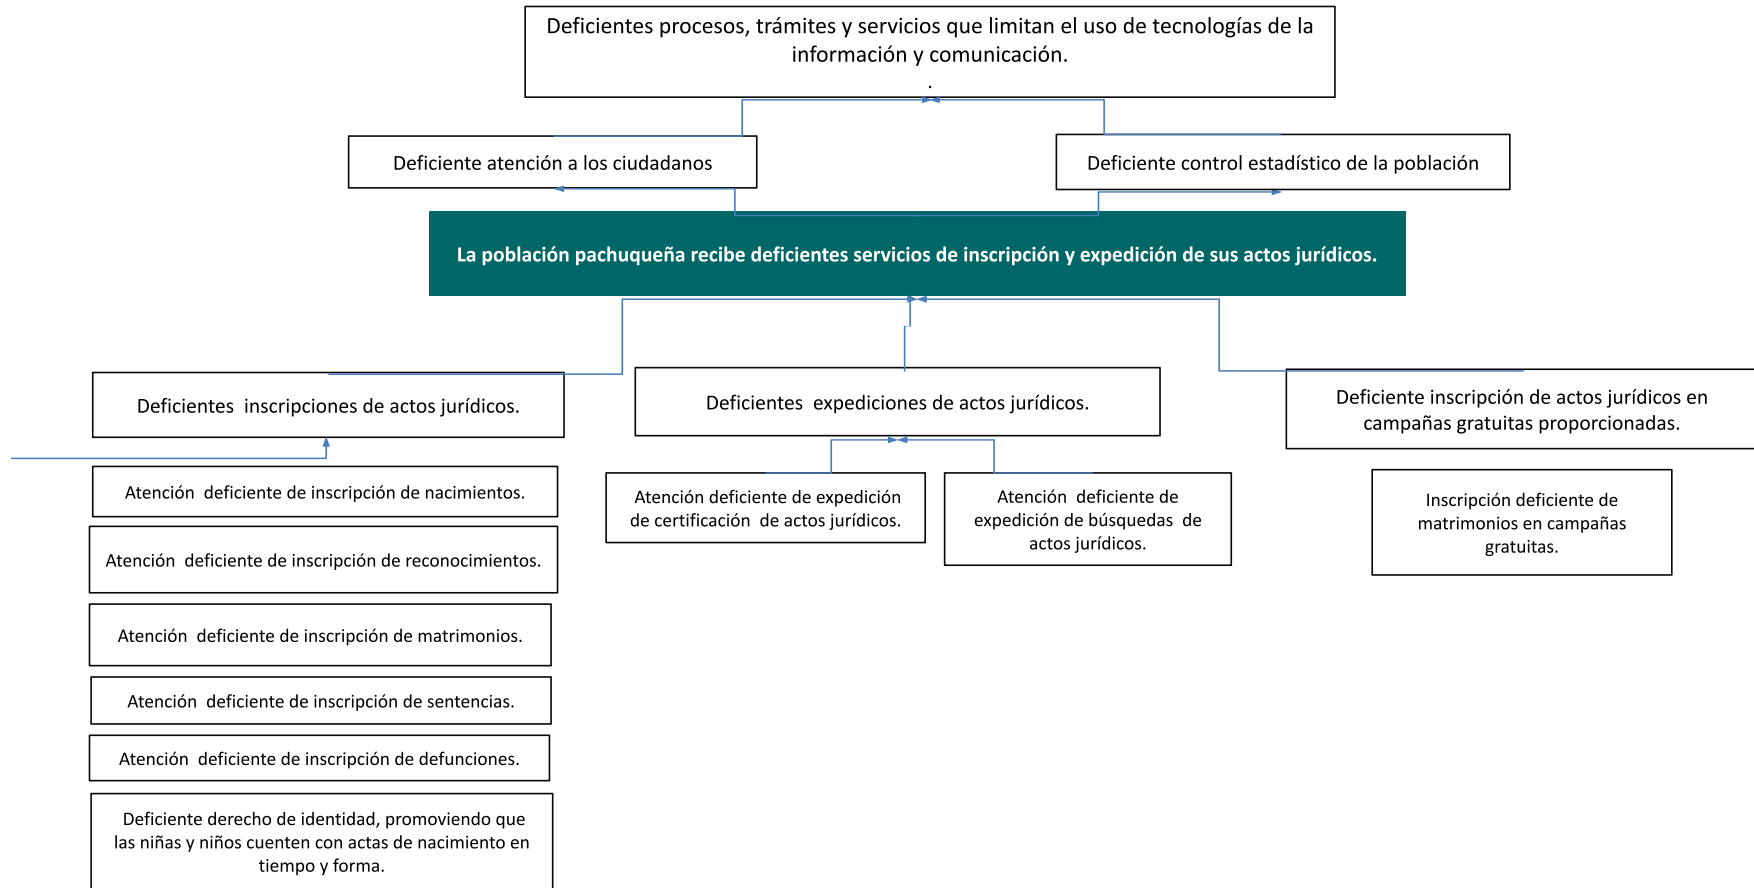 Deficientes procesos, trámites y servicios que limitan el uso de tecnologías de la
información y comunicación.
.
Deficiente atención a los ciudadanos
Deficiente control estadístico de la población
La población pachuqueña recibe deficientes servicios de inscripción y expedición de sus actos jurídicos.
Deficientes  inscripciones de actos jurídicos.
Deficientes  expediciones de actos jurídicos.
Deficiente inscripción de actos jurídicos en
campañas gratuitas proporcionadas.
Atención  deficiente de inscripción de nacimientos.
Atención  deficiente de inscripción de reconocimientos.
Atención  deficiente de inscripción de matrimonios.
Atención  deficiente de inscripción de sentencias.
Atención  deficiente de inscripción de defunciones.
Deficiente derecho de identidad, promoviendo que
las niñas y niños cuenten con actas de nacimiento en
tiempo y forma.
Atención deficiente de expedición
de certificación  de actos jurídicos.
Atención  deficiente de
expedición de búsquedas  de
actos jurídicos.
Inscripción deficiente de
matrimonios en campañas
gratuitas.